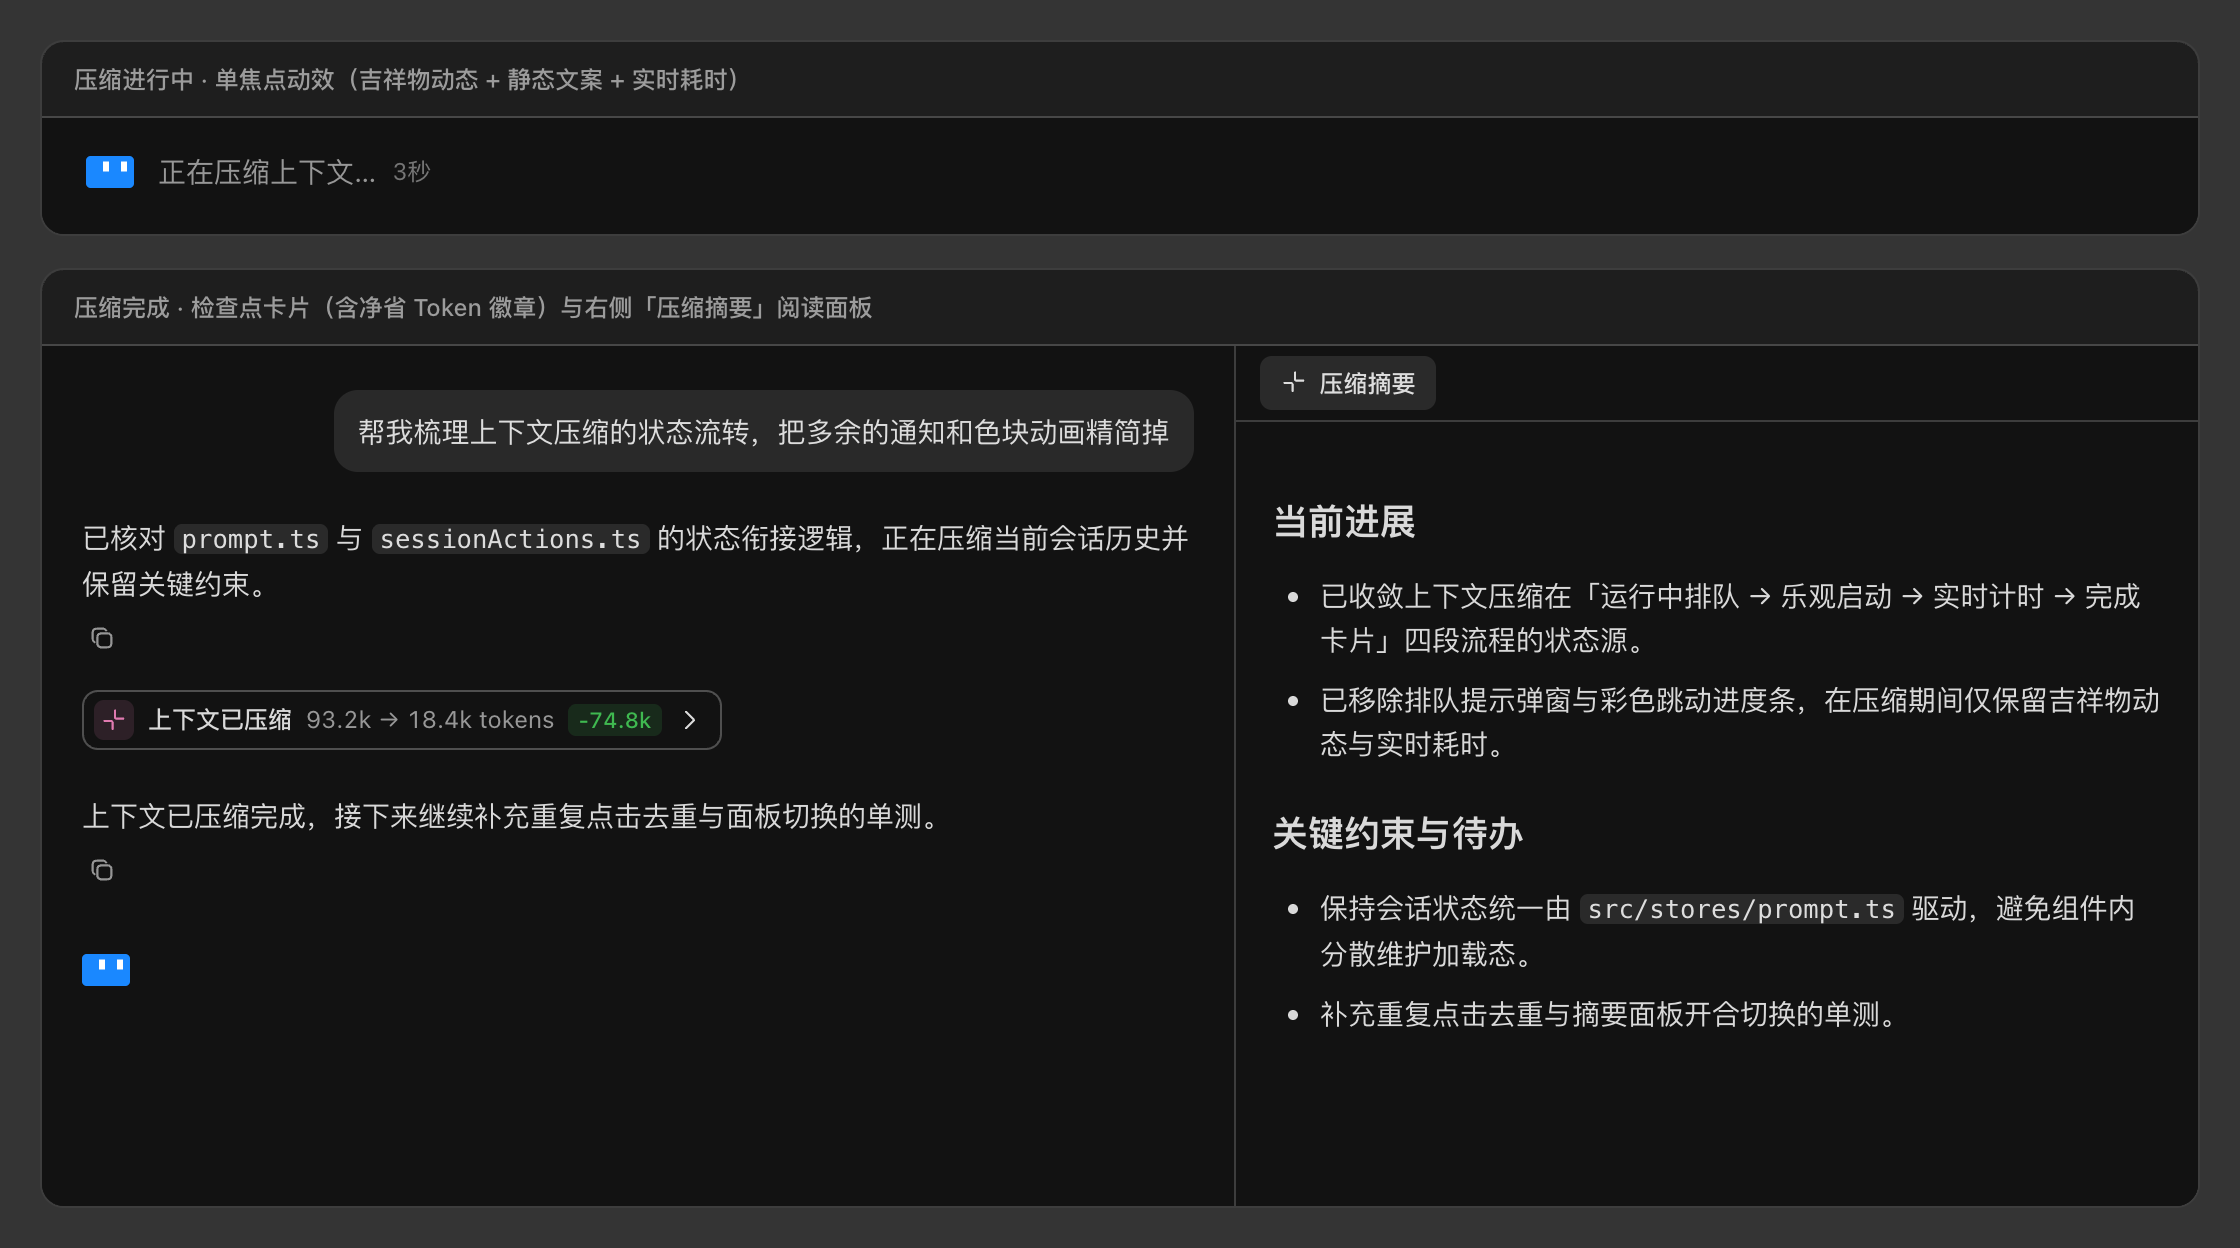 压缩进行中 · 单焦点动效（吉祥物动态 + 静态文案 + 实时耗时）
正在压缩上下文... 3秒
压缩完成 · 检查点卡片（含净省 Token 徽章）与右侧「压缩摘要」阅读面板
帮我梳理上下文压缩的状态流转，把多余的通知和色块动画精简掉
已核对 prompt.ts 与 sessionActions.ts 的状态衔接逻辑，正在压缩当前会话历史并
保留关键约束。
上下文已压缩 93.2k → 18.4k tokens -74.8k
上下文已压缩完成，接下来继续补充重复点击去重与面板切换的单测。
压缩摘要
当前进展
已收敛上下文压缩在「运行中排队 → 乐观启动 → 实时计时 → 完成
卡片」四段流程的状态源。
已移除排队提示弹窗与彩色跳动进度条，在压缩期间仅保留吉祥物动
态与实时耗时。
关键约束与待办
保持会话状态统一由 src/stores/prompt.ts 驱动，避免组件内
分散维护加载态。
补充重复点击去重与摘要面板开合切换的单测。